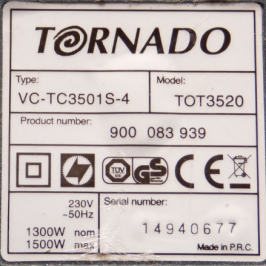 TORNADO
Type:
VC-TC3501S-4
Model:
TOT3520
Product number:
900 083 939
TÜV GS CE
230V
~50Hz
1300W nom
1500W max
Serial number:
14940677
Made in P.R.C.